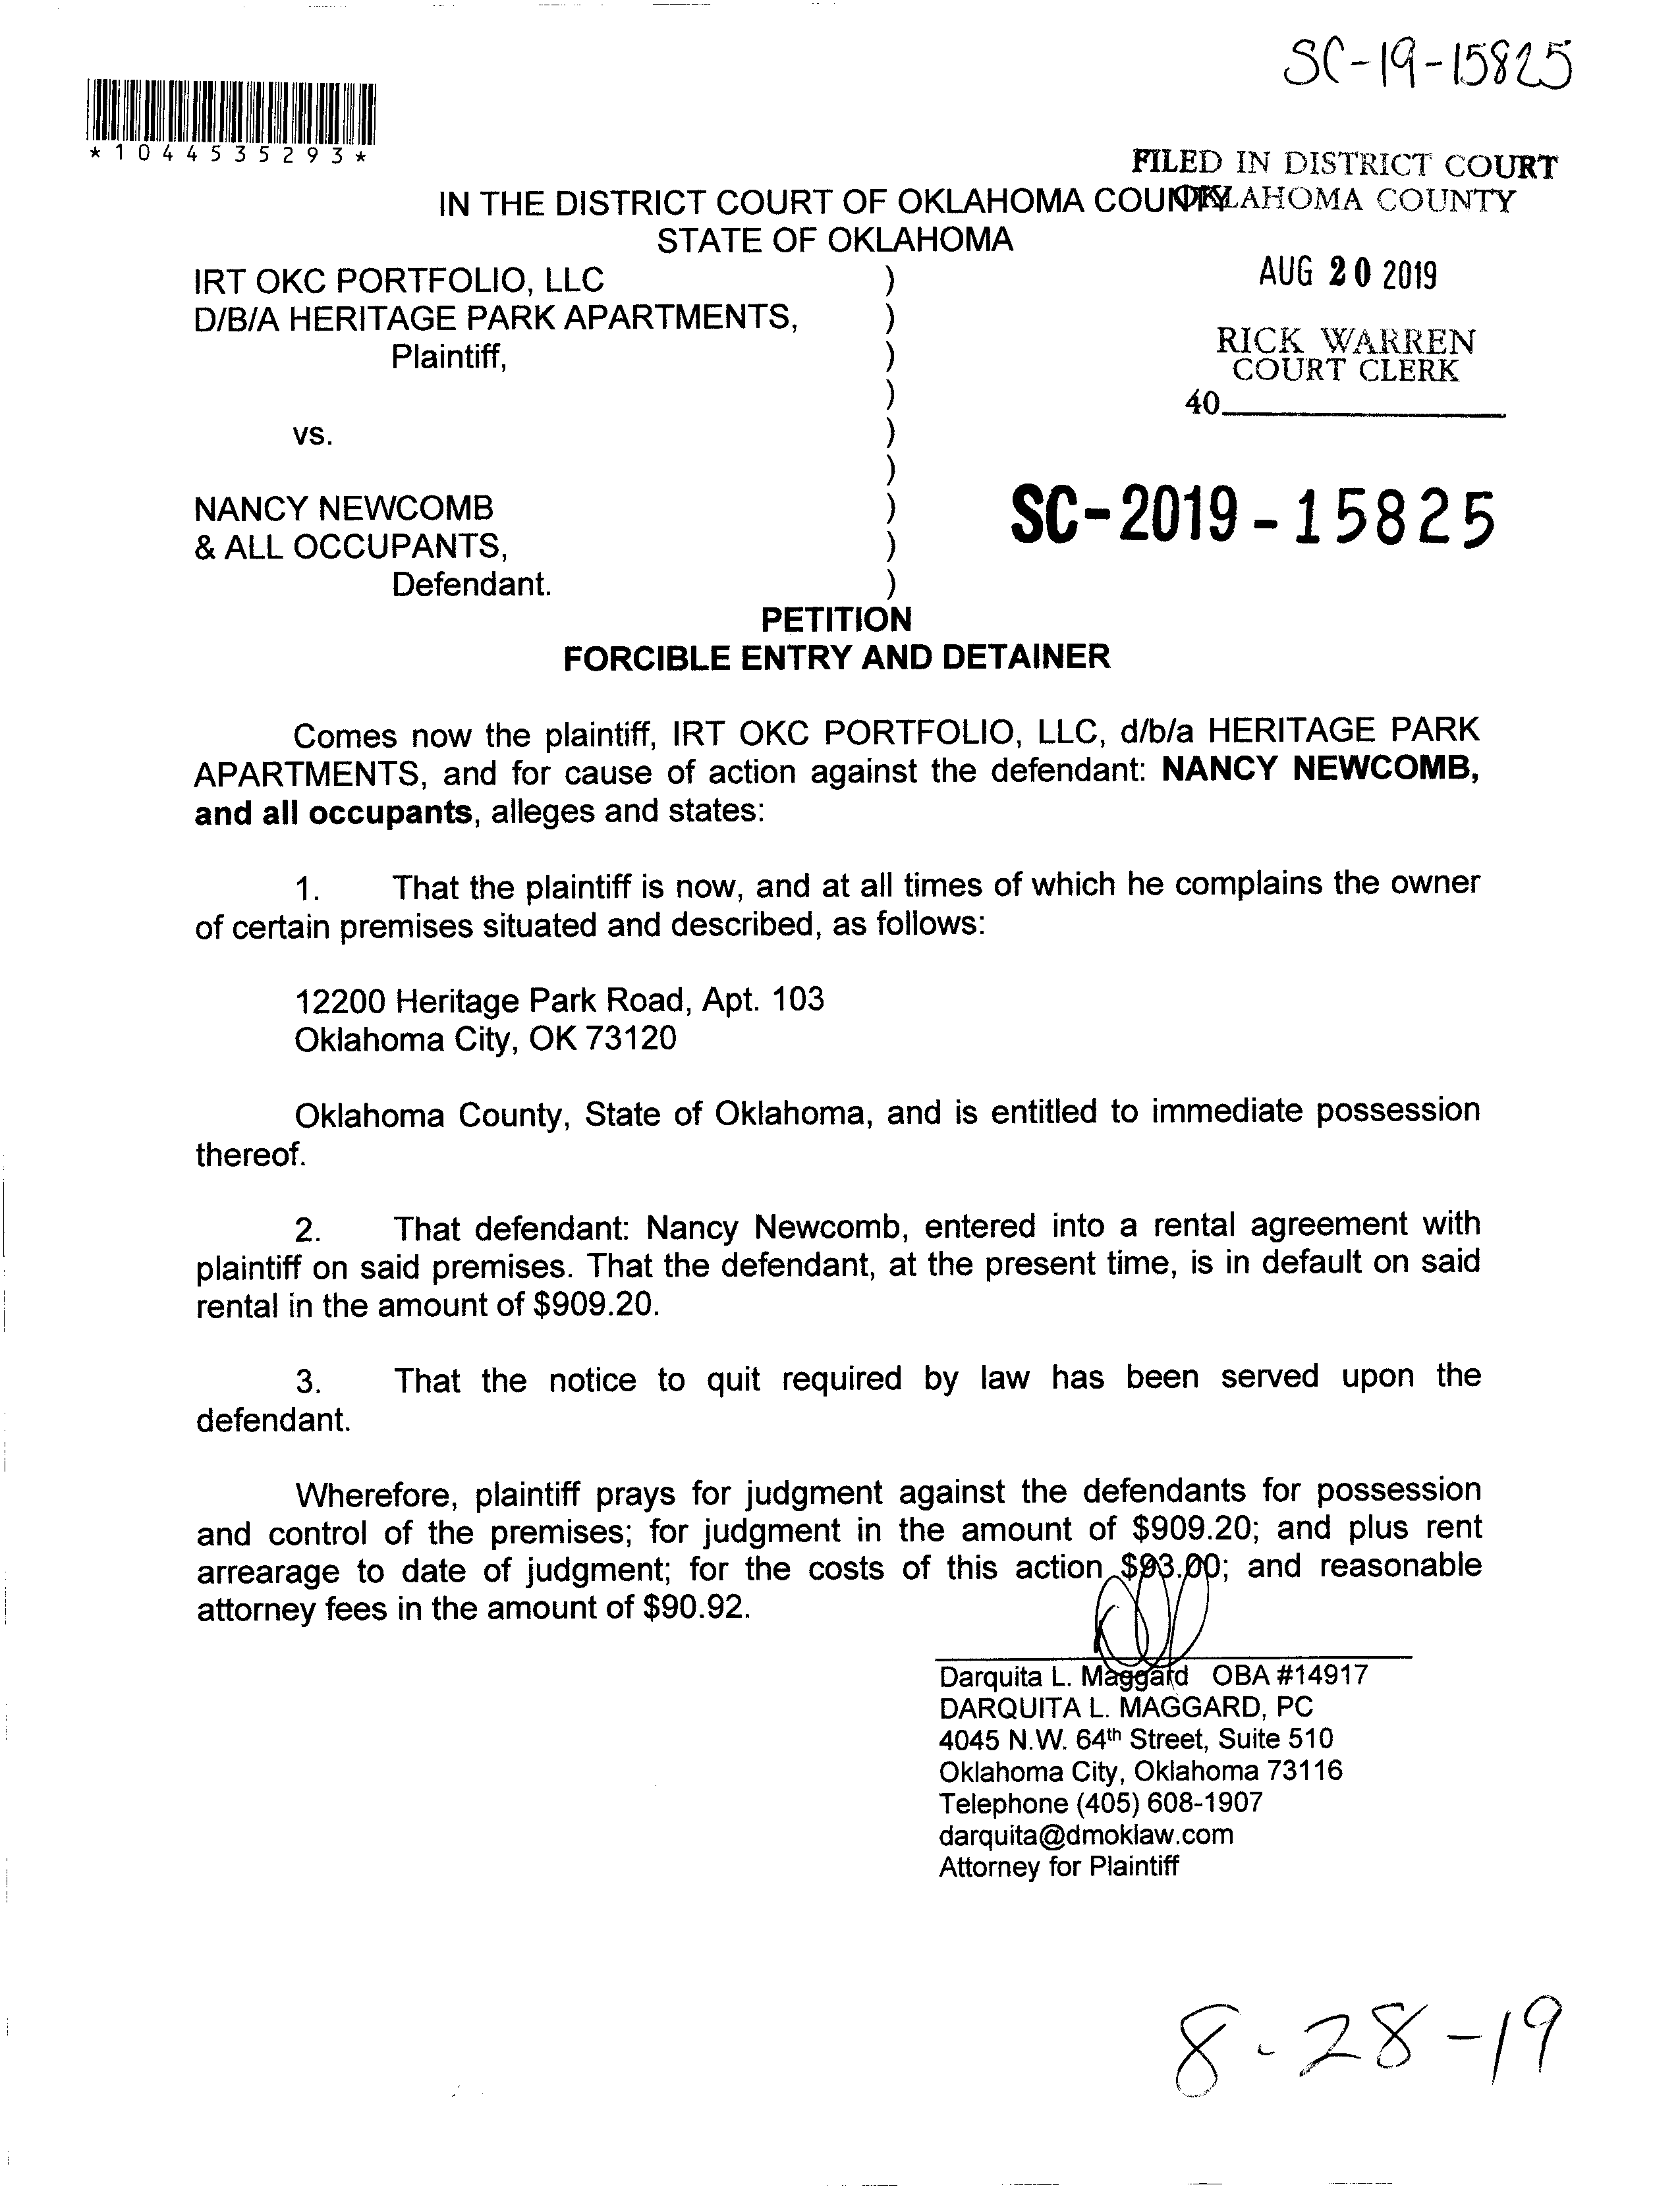 SC-19-15825
*1044535293*
FILED IN DISTRICT COURT
OKLAHOMA COUNTY
IN THE DISTRICT COURT OF OKLAHOMA COUNTY
STATE OF OKLAHOMA
IRT OKC PORTFOLIO, LLC )
D/B/A HERITAGE PARK APARTMENTS, )
Plaintiff, )
)
vs. )
)
NANCY NEWCOMB )
& ALL OCCUPANTS, )
Defendant. )
AUG 20 2019
RICK WARREN
COURT CLERK
40
SC-2019-15825
PETITION
FORCIBLE ENTRY AND DETAINER
Comes now the plaintiff, IRT OKC PORTFOLIO, LLC, d/b/a HERITAGE PARK
APARTMENTS, and for cause of action against the defendant: NANCY NEWCOMB,
and all occupants, alleges and states:
1. That the plaintiff is now, and at all times of which he complains the owner
of certain premises situated and described, as follows:
12200 Heritage Park Road, Apt. 103
Oklahoma City, OK 73120
Oklahoma County, State of Oklahoma, and is entitled to immediate possession
thereof.
2. That defendant: Nancy Newcomb, entered into a rental agreement with
plaintiff on said premises. That the defendant, at the present time, is in default on said
rental in the amount of $909.20.
3. That the notice to quit required by law has been served upon the
defendant.
Wherefore, plaintiff prays for judgment against the defendants for possession
and control of the premises; for judgment in the amount of $909.20; and plus rent
arrearage to date of judgment; for the costs of this action $93.00; and reasonable
attorney fees in the amount of $90.92.
Darquita L. Maggard OBA #14917
DARQUITA L. MAGGARD, PC
4045 N.W. 64th Street, Suite 510
Oklahoma City, Oklahoma 73116
Telephone (405) 608-1907
darquita@dmoklaw.com
Attorney for Plaintiff
8-28-19